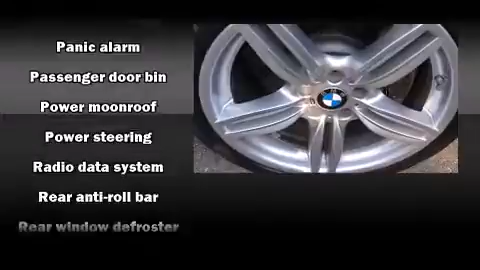 Panic alarm
Passenger door bin
Power moonroof
Power steering
Radio data system
Rear anti-roll bar
Rear window defroster